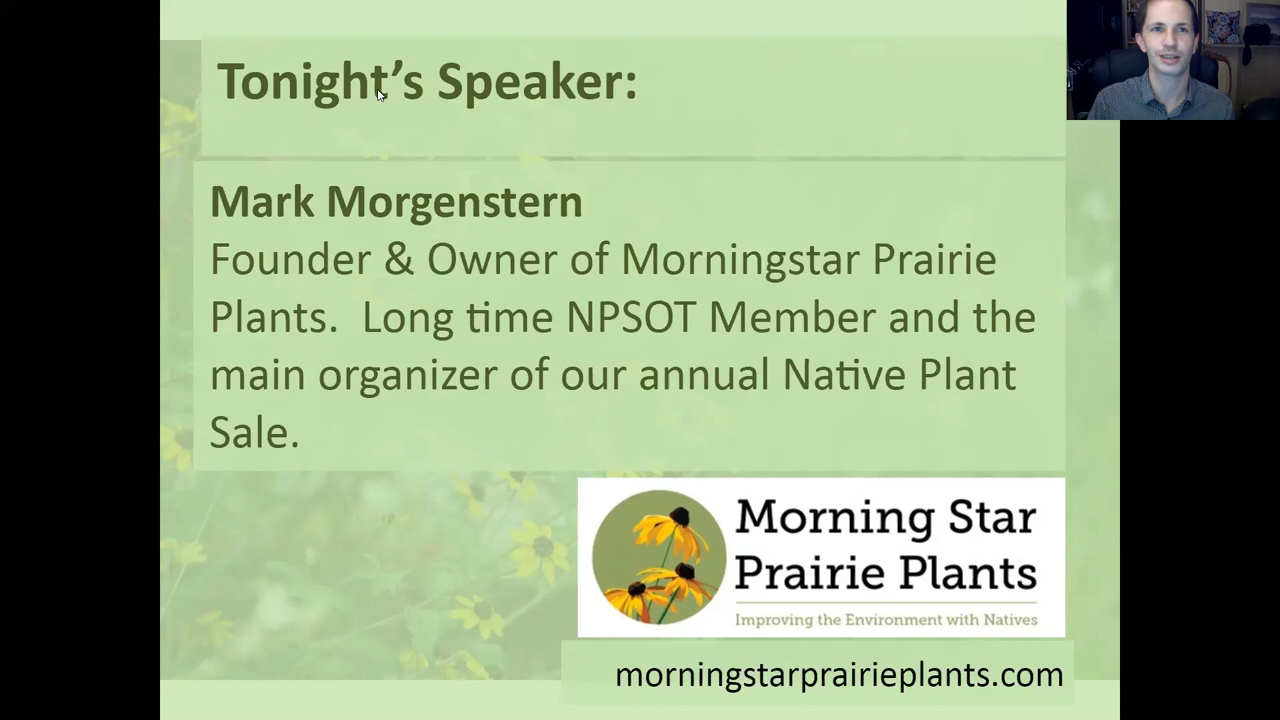 Tonight's Speaker:
Mark Morgenstern
Founder & Owner of Morningstar Prairie
Plants.  Long time NPSOT Member and the
main organizer of our annual Native Plant
Sale.
Morning Star
Prairie Plants
Improving the Environment with Natives
morningstarprairieplants.com